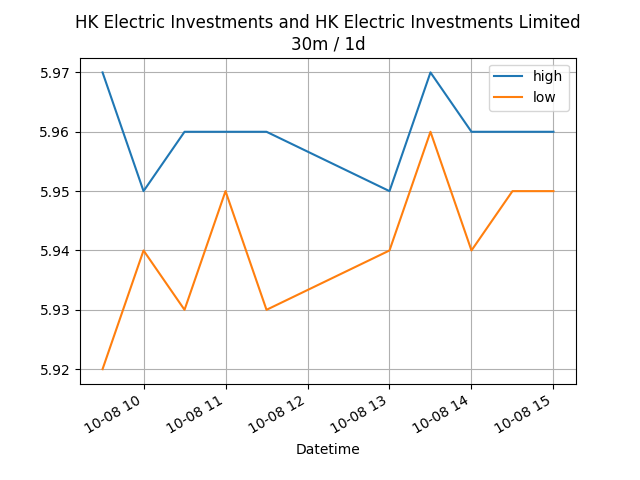 HK Electric Investments and HK Electric Investments Limited
30m / 1d
5.97
5.96
5.95
5.94
5.93
5.92
high
low
10-08 10
10-08 11
10-08 12
10-08 13
10-08 14
10-08 15
Datetime